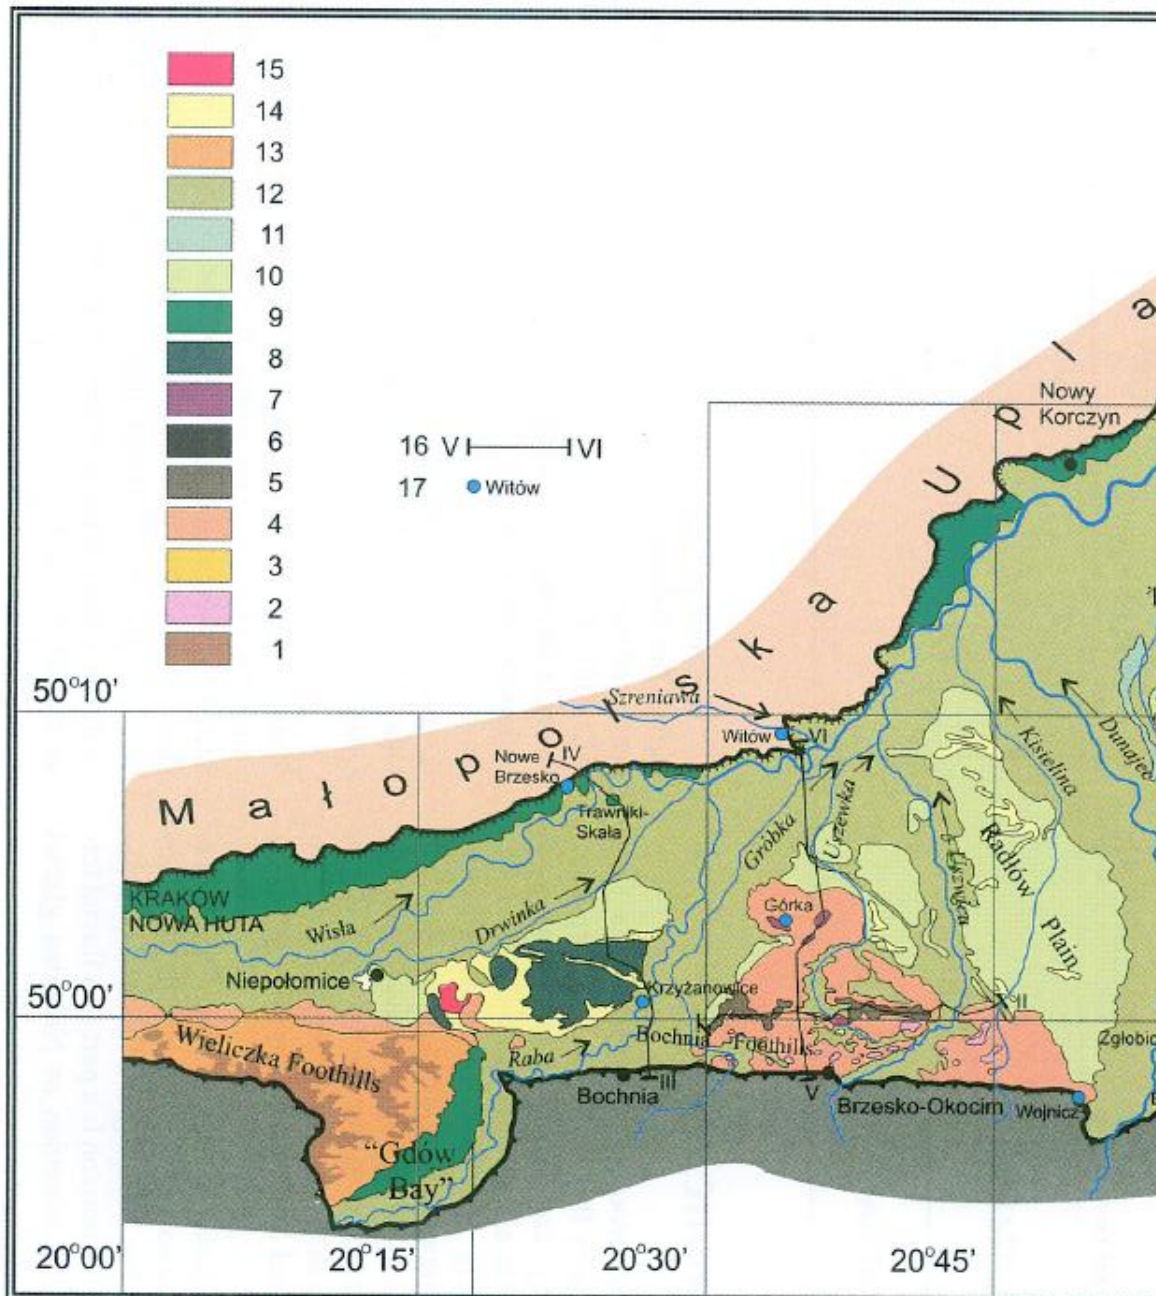 15
14
13
12
11
10
9
8
7
6
5
4
3
2
1
16 V VI
17 Witów
Małopolska Upla
Nowy
Korczyn
50°10'
Szreniawa
Witów
VI
Nowe
Brzesko
IV
Trawniki-
Skała
Kisielina
Dunajec
Uszewka
Gróbka
Uszwica
Radłów
Plain
KRAKÓW
NOWA HUTA
Wisła
Drwinka
Górka
Niepołomice
Krzyżanowice
50°00'
II
Wieliczka Foothills
Raba
Bochnia
Foothills
Zgłobic
Bochnia
III
V
Brzesko-Okocim
Wojnicz
"Gdów
Bay"
20°00'
20°15'
20°30'
20°45'